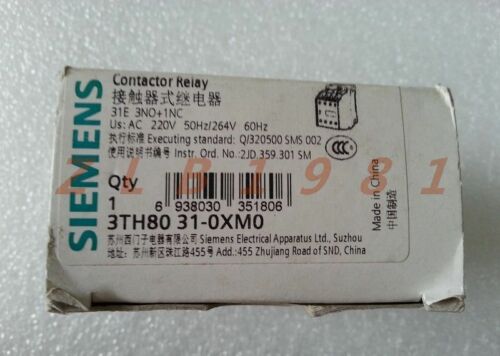 SIEMENS
Contactor Relay
接触器式继电器
31E 3NO+1NC
Us: AC 220V 50Hz/264V 60Hz
执行标准 Executing standard: Q/320500 SMS 002
使用说明书编号 Instr. Ord. No.:2JD.359.301 SM
CCC
ZLB1981
Qty
1
6 938030 351806
3TH80 31-0XM0
苏州西门子电器有限公司 Siemens Electrical Apparatus Ltd., Suzhou
地址: 苏州新区珠江路455号 Add.:455 Zhujiang Road of SND, China
Made in China
中国制造